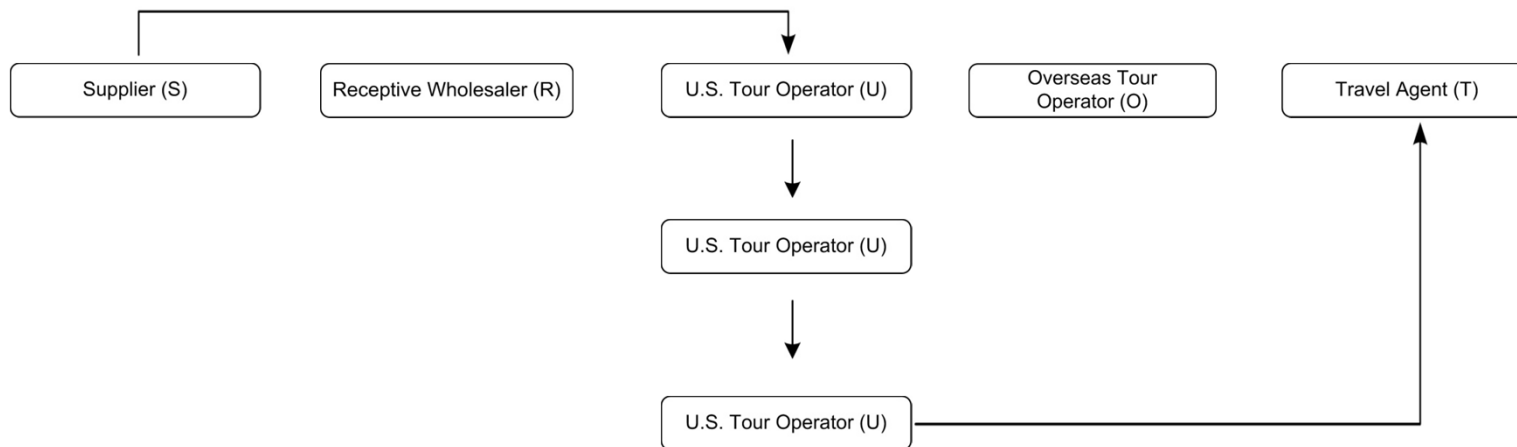 Supplier (S)
Receptive Wholesaler (R)
U.S. Tour Operator (U)
Overseas Tour
Operator (O)
Travel Agent (T)
U.S. Tour Operator (U)
U.S. Tour Operator (U)